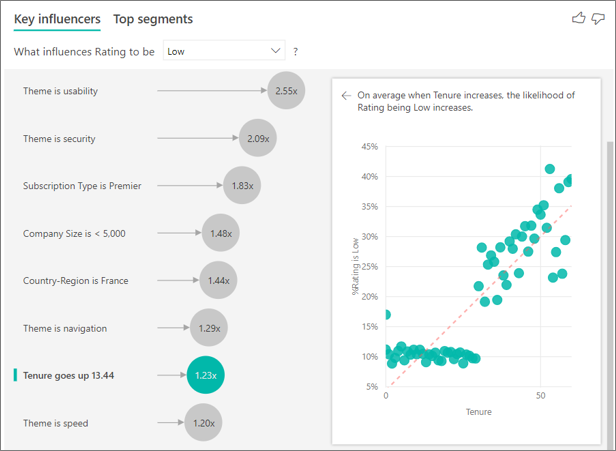 Key influencers Top segments
What influences Rating to be Low ?
Theme is usability 2.55x
Theme is security 2.09x
Subscription Type is Premier 1.83x
Company Size is < 5,000 1.48x
Country-Region is France 1.44x
Theme is navigation 1.29x
Tenure goes up 13.44 1.23x
Theme is speed 1.20x
On average when Tenure increases, the likelihood of
Rating being Low increases.
45%
40%
35%
30%
25%
20%
15%
10%
5%
%Rating is Low
0 50
Tenure